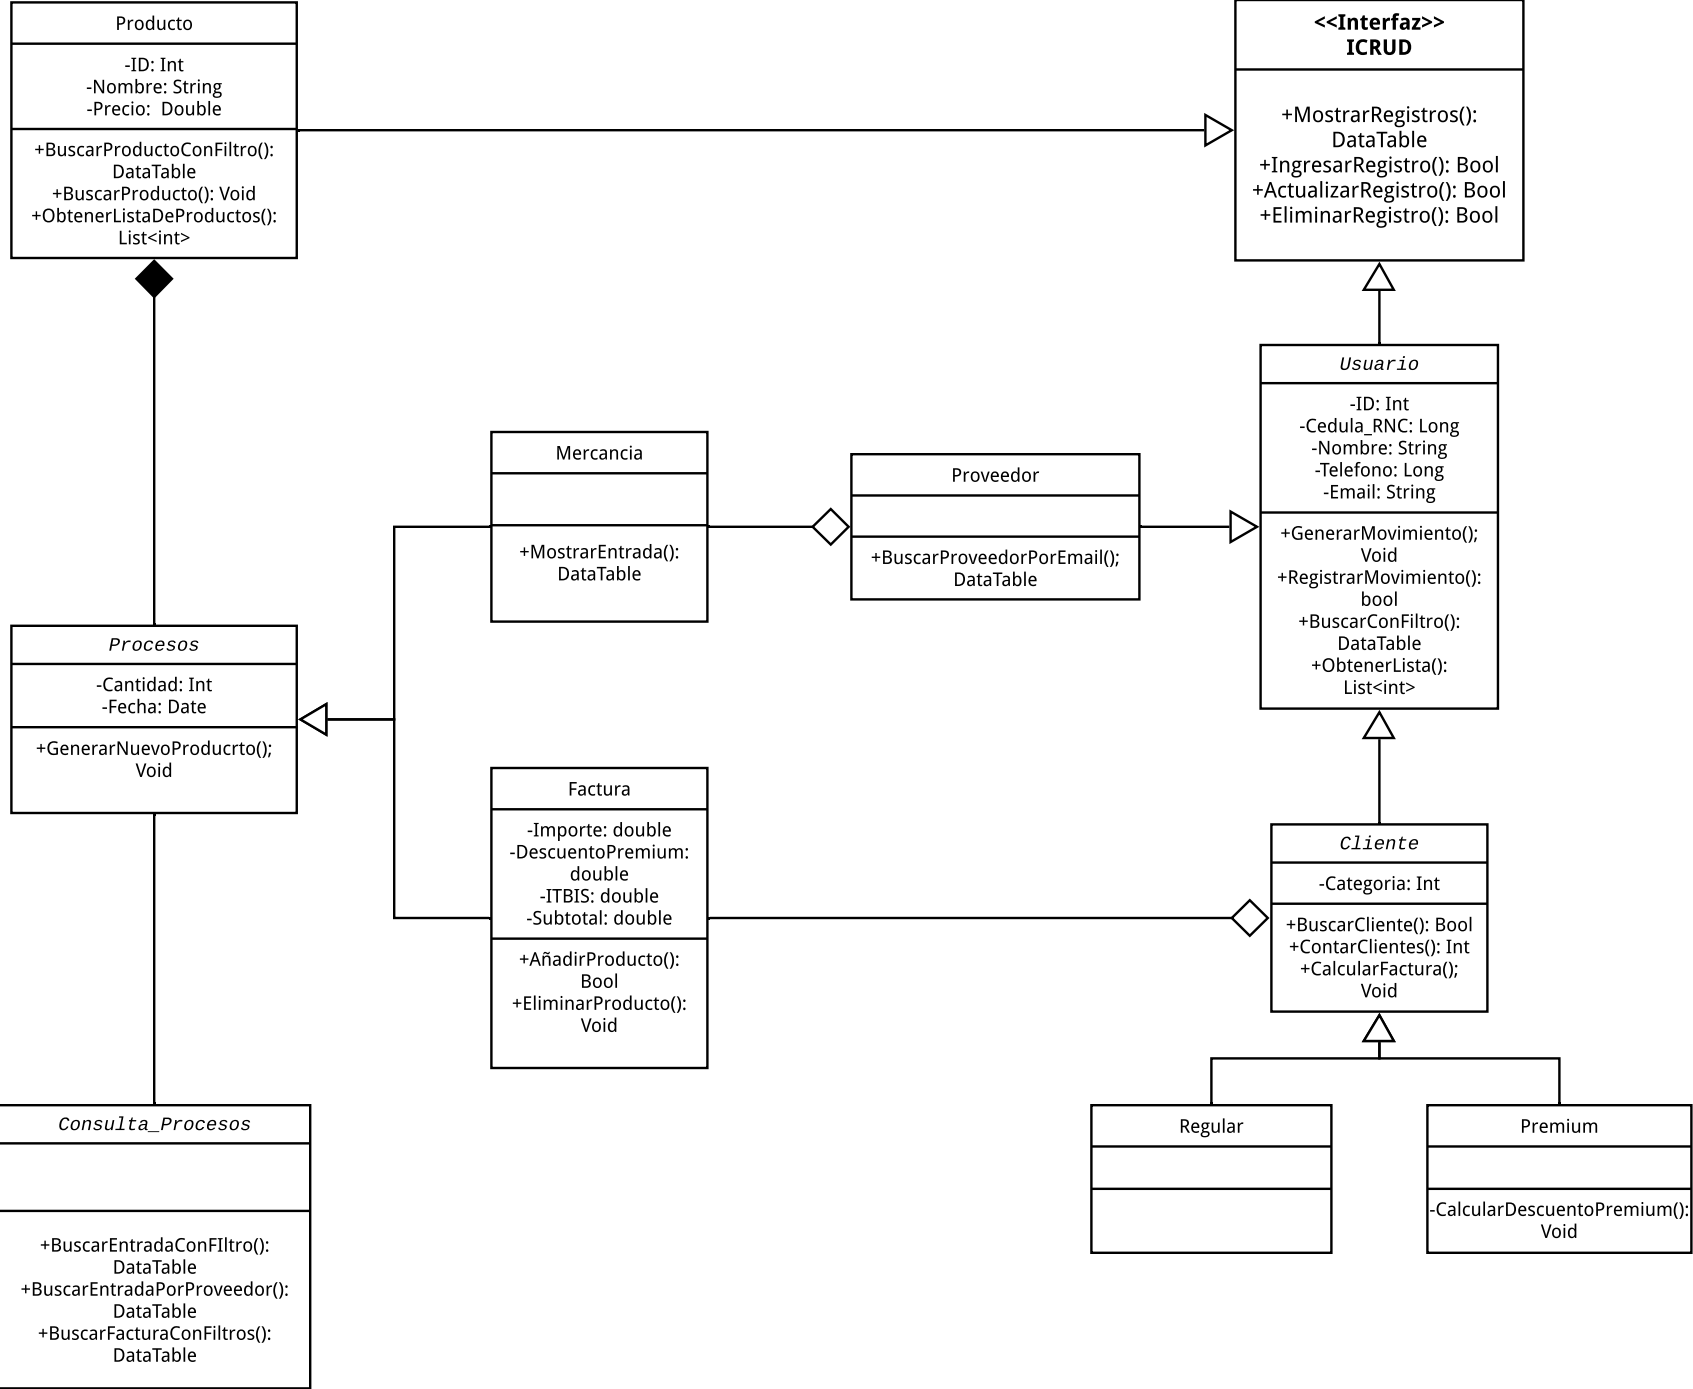 Producto
-ID: Int
-Nombre: String
-Precio:  Double
+BuscarProductoConFiltro():
DataTable
+BuscarProducto(): Void
+ObtenerListaDeProductos():
List<int>
<<Interfaz>>
ICRUD
+MostrarRegistros():
DataTable
+IngresarRegistro(): Bool
+ActualizarRegistro(): Bool
+EliminarRegistro(): Bool
Usuario
-ID: Int
-Cedula_RNC: Long
-Nombre: String
-Telefono: Long
-Email: String
+GenerarMovimiento();
Void
+RegistrarMovimiento():
bool
+BuscarConFiltro():
DataTable
+ObtenerLista():
List<int>
Mercancia
+MostrarEntrada():
DataTable
Proveedor
+BuscarProveedorPorEmail();
DataTable
Procesos
-Cantidad: Int
-Fecha: Date
+GenerarNuevoProducrto();
Void
Factura
-Importe: double
-DescuentoPremium:
double
-ITBIS: double
-Subtotal: double
+AñadirProducto():
Bool
+EliminarProducto():
Void
Cliente
-Categoria: Int
+BuscarCliente(): Bool
+ContarClientes(): Int
+CalcularFactura();
Void
Consulta_Procesos
+BuscarEntradaConFIltro():
DataTable
+BuscarEntradaPorProveedor():
DataTable
+BuscarFacturaConFiltros():
DataTable
Regular
Premium
-CalcularDescuentoPremium():
Void